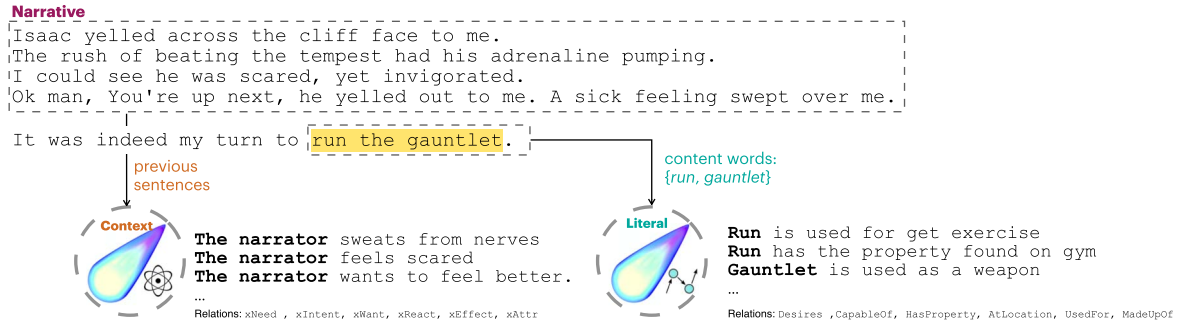 Narrative
Isaac yelled across the cliff face to me.
The rush of beating the tempest had his adrenaline pumping.
I could see he was scared, yet invigorated.
Ok man, You're up next, he yelled out to me. A sick feeling swept over me.
It was indeed my turn to run the gauntlet.
previous
sentences
content words:
{run, gauntlet}
Context
The narrator sweats from nerves
The narrator feels scared
The narrator wants to feel better.
...
Relations: xNeed , xIntent, xWant, xReact, xEffect, xAttr
Literal
Run is used for get exercise
Run has the property found on gym
Gauntlet is used as a weapon
...
Relations: Desires ,CapableOf, HasProperty, AtLocation, UsedFor, MadeUpOf